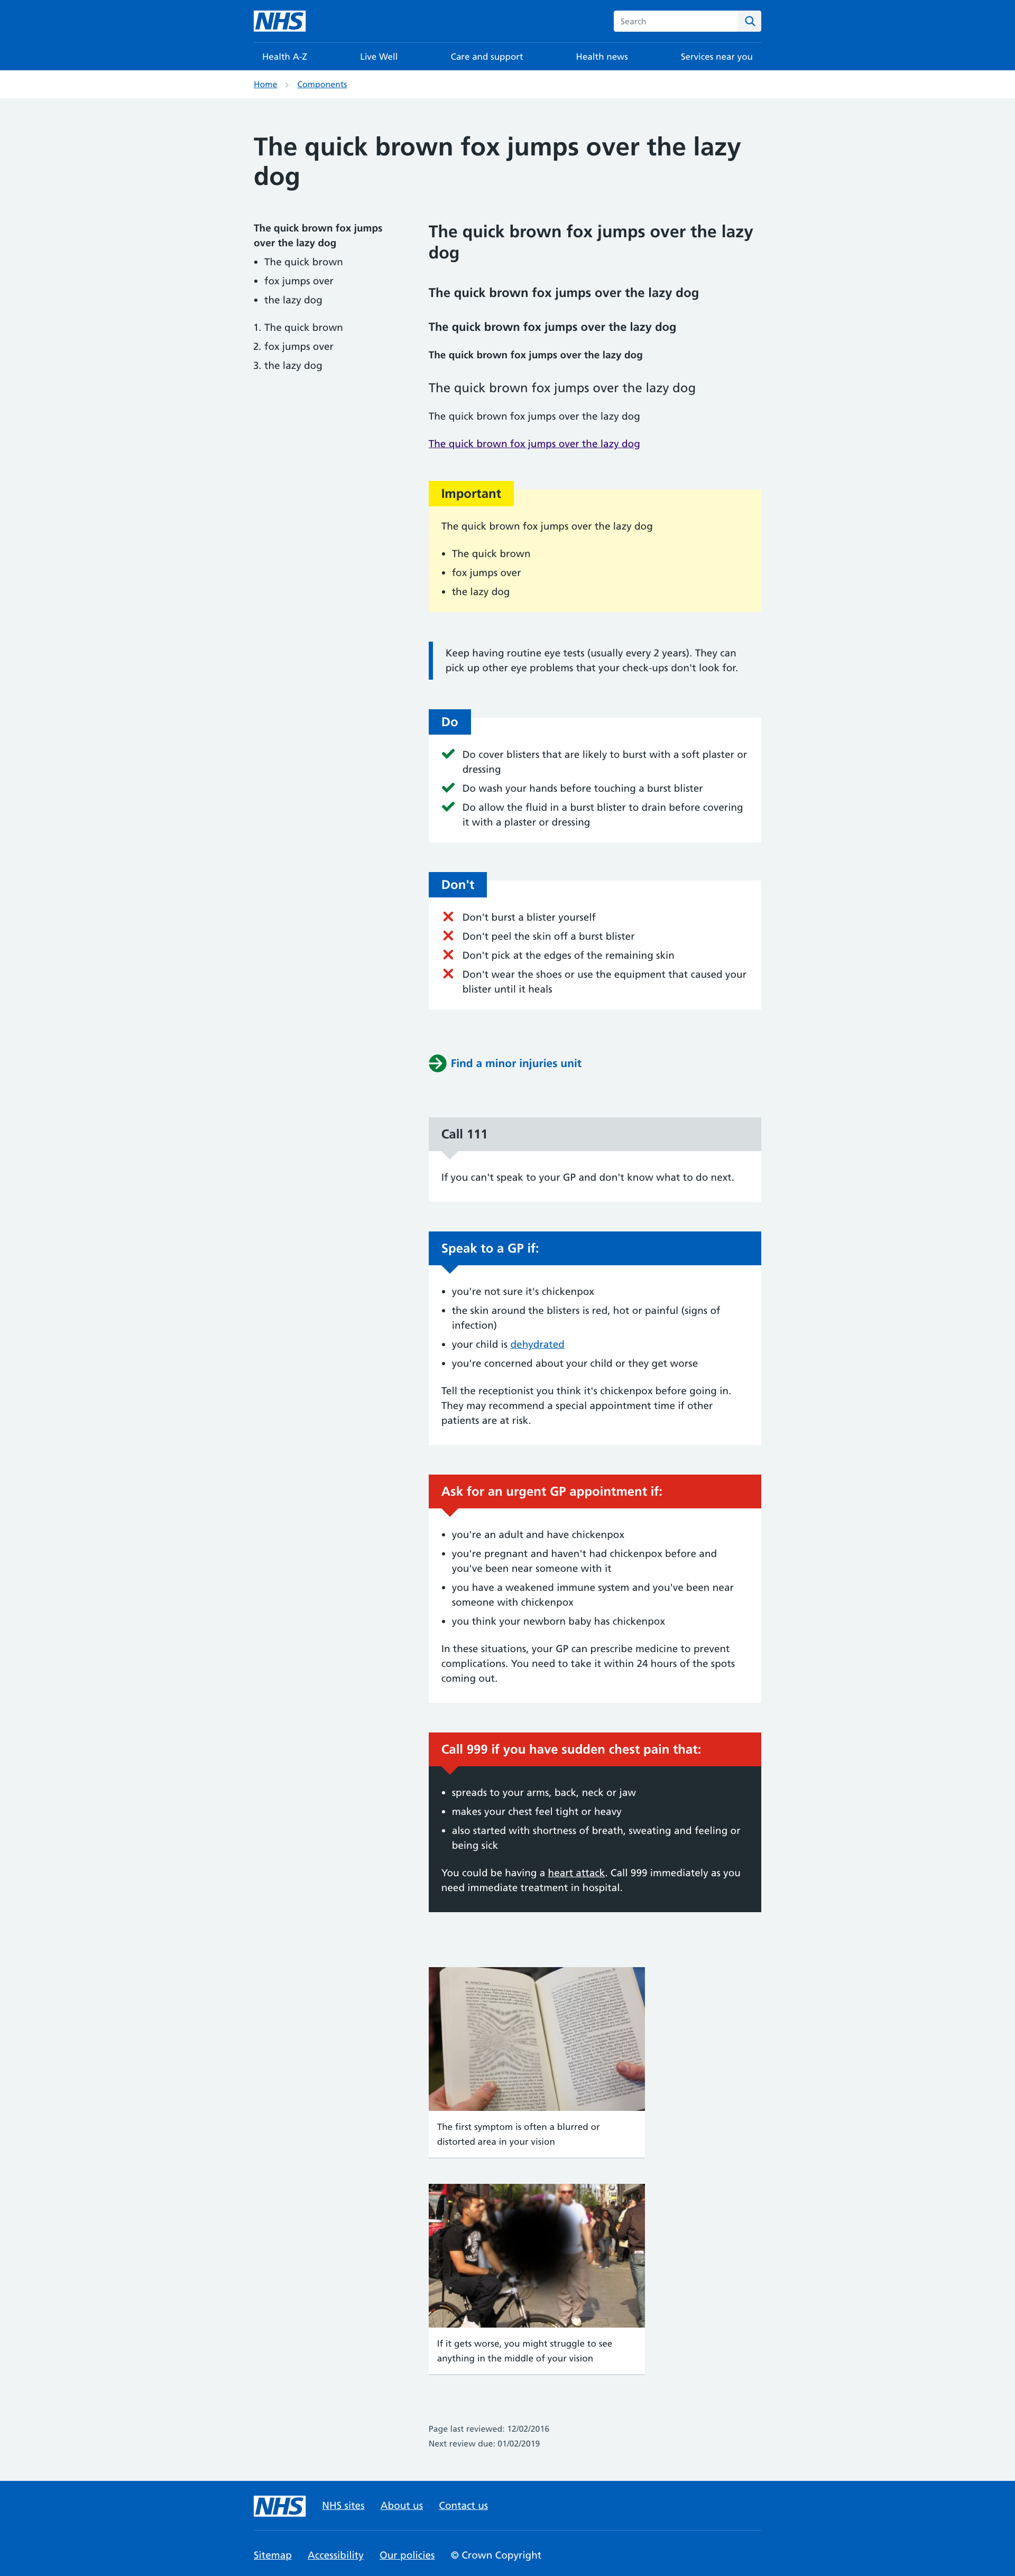 NHS
Search
Health A-Z
Live Well
Care and support
Health news
Services near you
Home
Components
The quick brown fox jumps over the lazy
dog
The quick brown fox jumps
over the lazy dog
• The quick brown
• fox jumps over
• the lazy dog
1. The quick brown
2. fox jumps over
3. the lazy dog
The quick brown fox jumps over the lazy
dog
The quick brown fox jumps over the lazy dog
The quick brown fox jumps over the lazy dog
The quick brown fox jumps over the lazy dog
The quick brown fox jumps over the lazy dog
The quick brown fox jumps over the lazy dog
The quick brown fox jumps over the lazy dog
Important
The quick brown fox jumps over the lazy dog
• The quick brown
• fox jumps over
• the lazy dog
Keep having routine eye tests (usually every 2 years). They can
pick up other eye problems that your check-ups don't look for.
Do
Do cover blisters that are likely to burst with a soft plaster or
dressing
Do wash your hands before touching a burst blister
Do allow the fluid in a burst blister to drain before covering
it with a plaster or dressing
Don't
Don't burst a blister yourself
Don't peel the skin off a burst blister
Don't pick at the edges of the remaining skin
Don't wear the shoes or use the equipment that caused your
blister until it heals
Find a minor injuries unit
Call 111
If you can't speak to your GP and don't know what to do next.
Speak to a GP if:
• you're not sure it's chickenpox
• the skin around the blisters is red, hot or painful (signs of
infection)
• your child is dehydrated
• you're concerned about your child or they get worse
Tell the receptionist you think it's chickenpox before going in.
They may recommend a special appointment time if other
patients are at risk.
Ask for an urgent GP appointment if:
• you're an adult and have chickenpox
• you're pregnant and haven't had chickenpox before and
you've been near someone with it
• you have a weakened immune system and you've been near
someone with chickenpox
• you think your newborn baby has chickenpox
In these situations, your GP can prescribe medicine to prevent
complications. You need to take it within 24 hours of the spots
coming out.
Call 999 if you have sudden chest pain that:
• spreads to your arms, back, neck or jaw
• makes your chest feel tight or heavy
• also started with shortness of breath, sweating and feeling or
being sick
You could be having a heart attack. Call 999 immediately as you
need immediate treatment in hospital.
The first symptom is often a blurred or
distorted area in your vision
If it gets worse, you might struggle to see
anything in the middle of your vision
Page last reviewed: 12/02/2016
Next review due: 01/02/2019
NHS
NHS sites
About us
Contact us
Sitemap
Accessibility
Our policies
© Crown Copyright